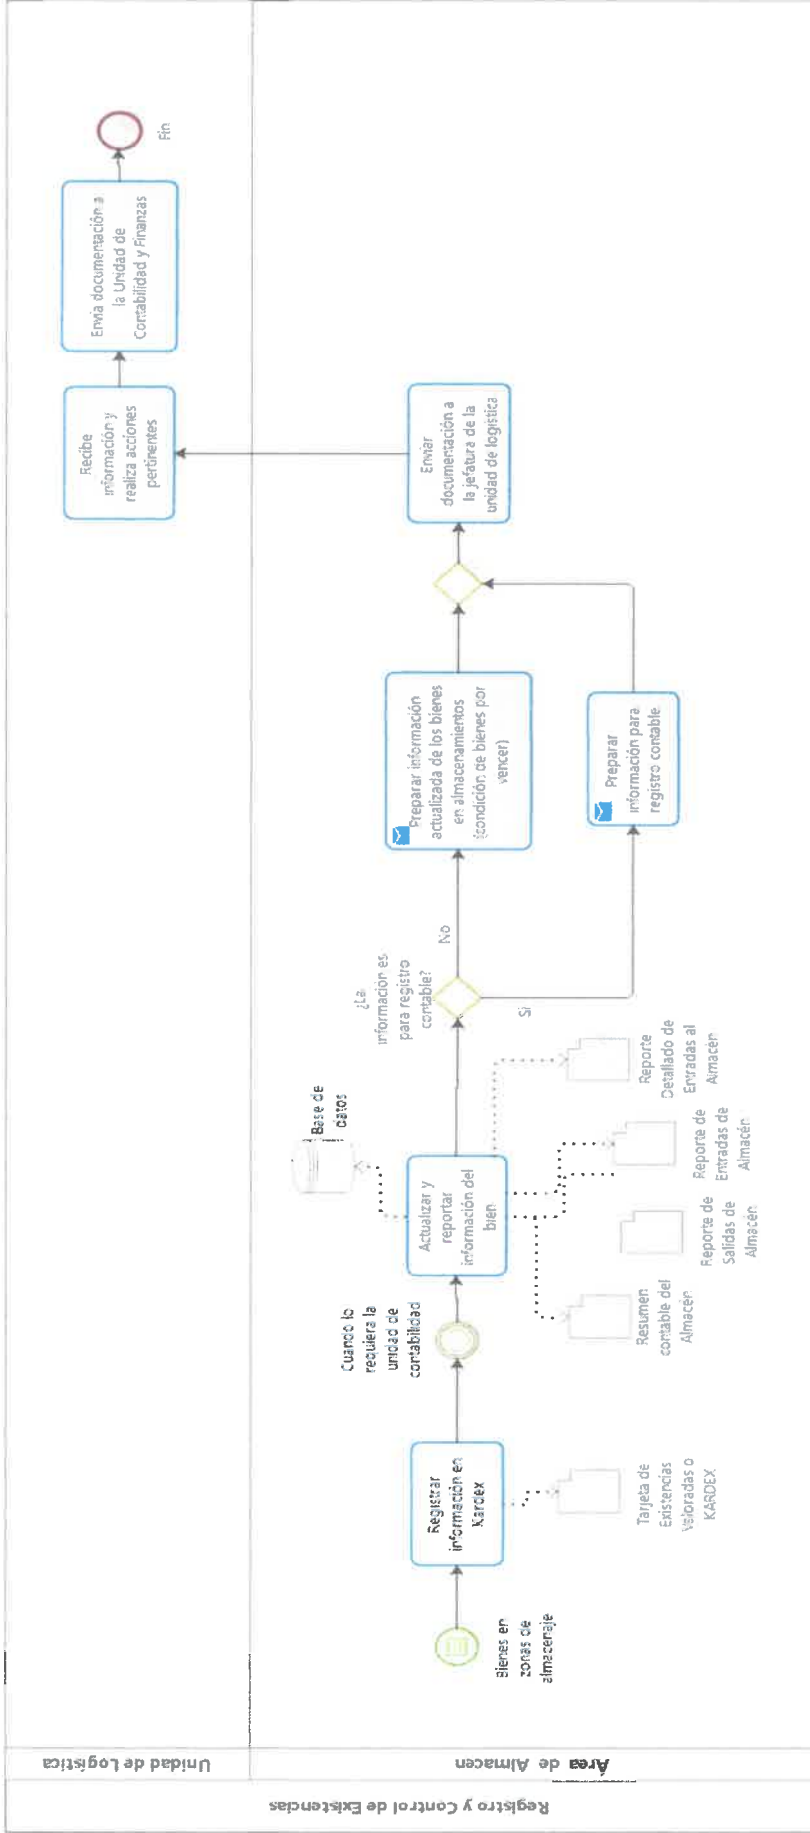 Registro y Control de Existencias
Unidad de Logística
Área de Almacen
Recibe
información y
realiza acciones
pertinentes
Envia documentación a
la Unidad de
Contabilidad y Finanzas
Fin
Bienes en
zonas de
almacenaje
Registrar
información en
Kardex
Tarjeta de
Existencias
Valoradas o
KARDEX
Cuando lo
requiera la
unidad de
contabilidad
Actualizar y
reportar
información del
bien
Base de
datos
Resumen
contable del
Almacén
Reporte de
Salidas de
Almacén
Reporte de
Entradas de
Almacén
Reporte
Detallado de
Entradas al
Almacén
¿La
información es
para registro
contable?
No
Si
Preparar información
actualizada de los bienes
en almacenamientos
(condición de bienes por
vencer)
Preparar
información para
registro contable
Enviar
documentación a
la jefatura de la
unidad de logística